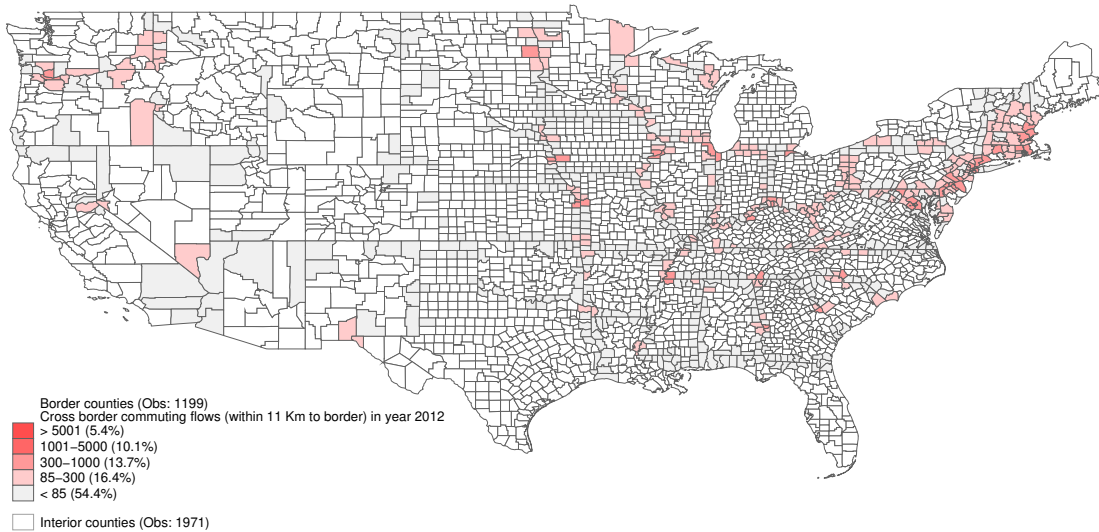 Border counties (Obs: 1199)
Cross border commuting flows (within 11 Km to border) in year 2012
> 5001 (5.4%)
1001−5000 (10.1%)
300−1000 (13.7%)
85−300 (16.4%)
< 85 (54.4%)
Interior counties (Obs: 1971)